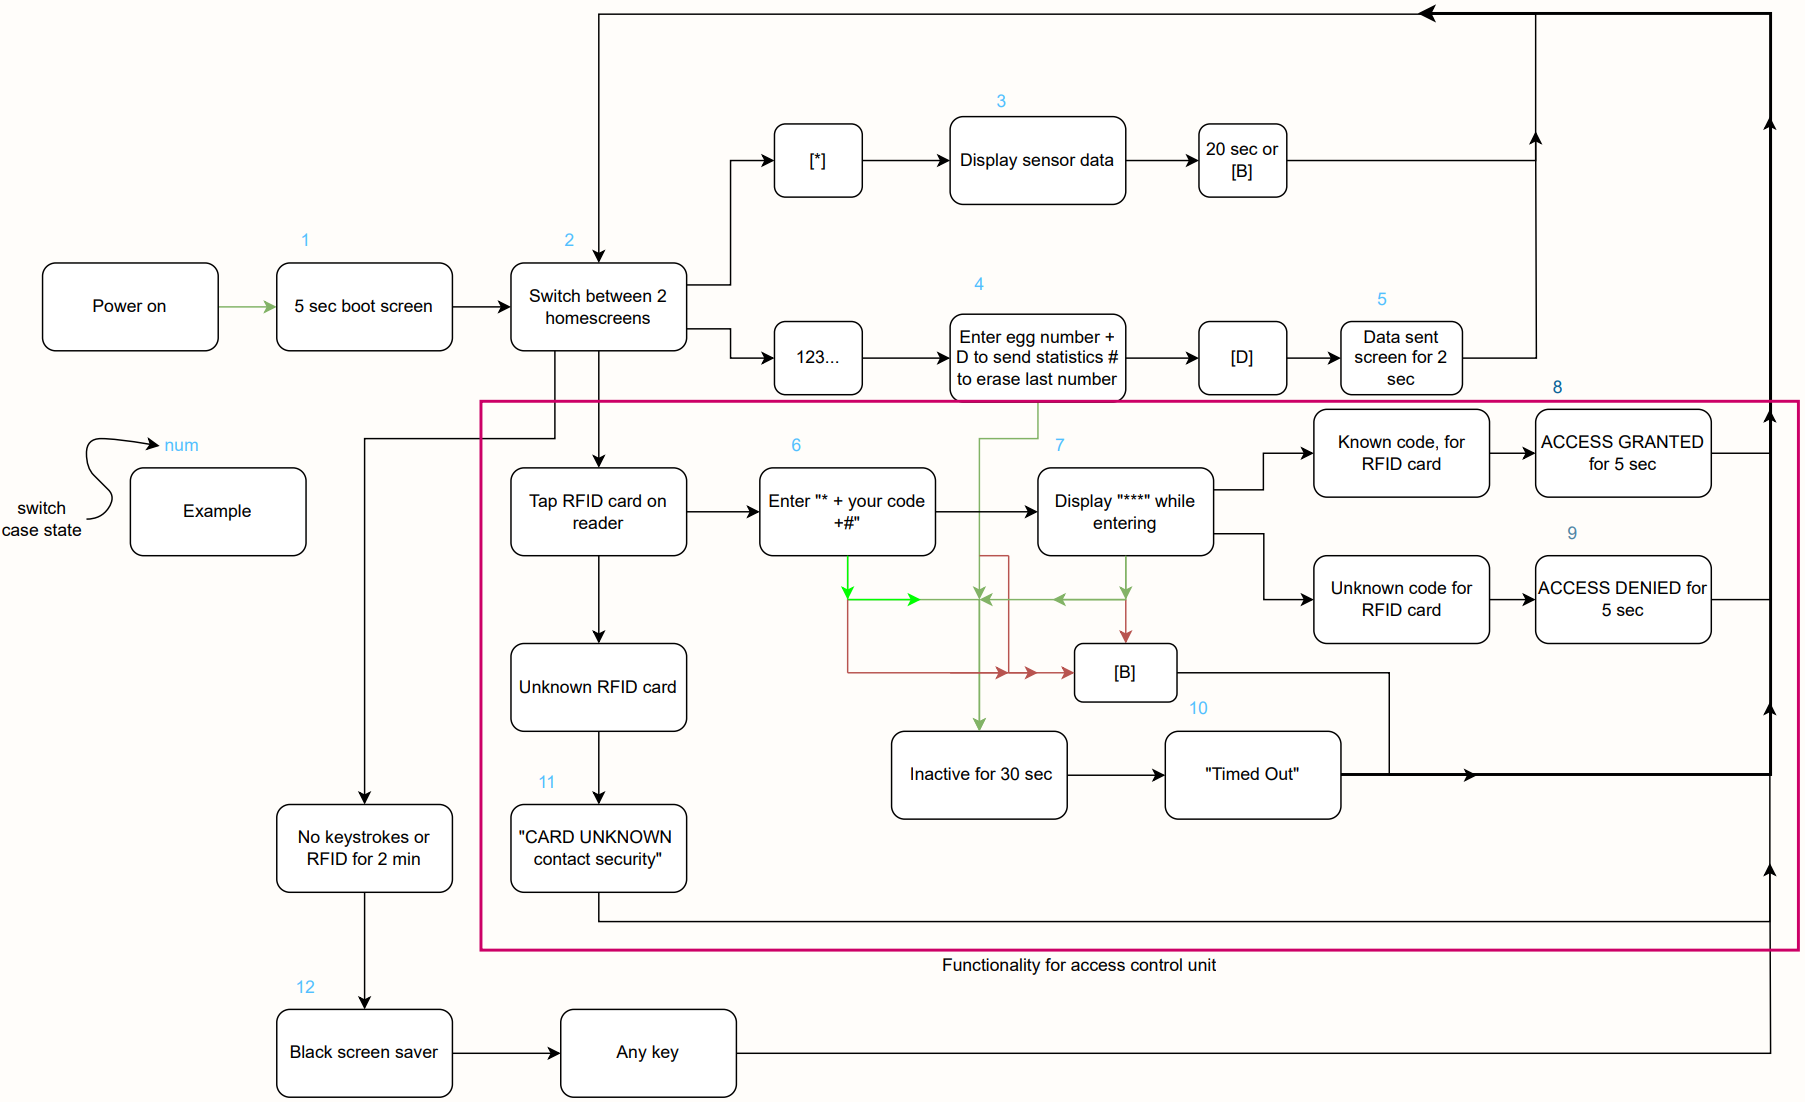 3
[*]
Display sensor data
20 sec or
[B]
1
2
Power on
5 sec boot screen
Switch between 2
homescreens
4
5
123...
Enter egg number +
D to send statistics #
to erase last number
[D]
Data sent
screen for 2
sec
8
num
6
7
switch
case state
Example
Tap RFID card on
reader
Enter "* + your code
+#"
Display "***" while
entering
Known code, for
RFID card
ACCESS GRANTED
for 5 sec
9
Unknown code for
RFID card
ACCESS DENIED for
5 sec
Unknown RFID card
[B]
10
Inactive for 30 sec
"Timed Out"
11
No keystrokes or
RFID for 2 min
"CARD UNKNOWN
contact security"
Functionality for access control unit
12
Black screen saver
Any key